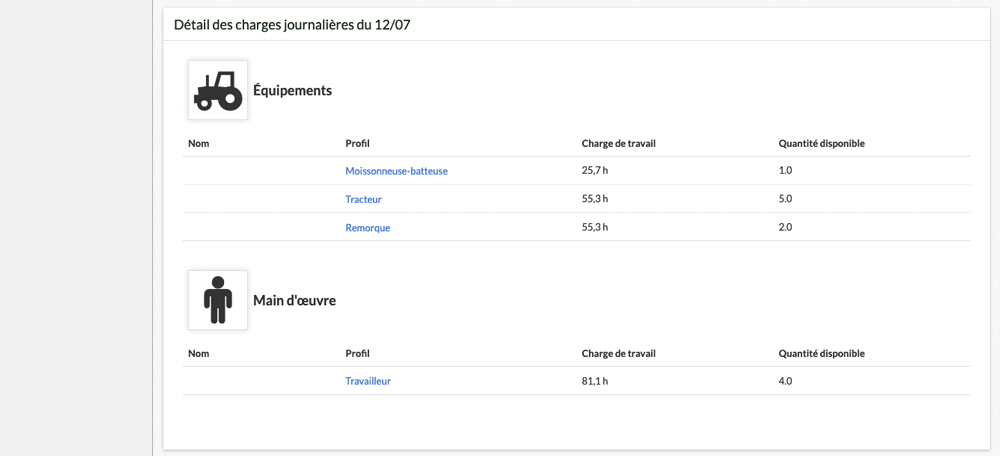 Détail des charges journalières du 12/07
Équipements
Nom Profil Charge de travail Quantité disponible
Moissonneuse-batteuse 25,7 h 1.0
Tracteur 55,3 h 5.0
Remorque 55,3 h 2.0
Main d'œuvre
Nom Profil Charge de travail Quantité disponible
Travailleur 81,1 h 4.0